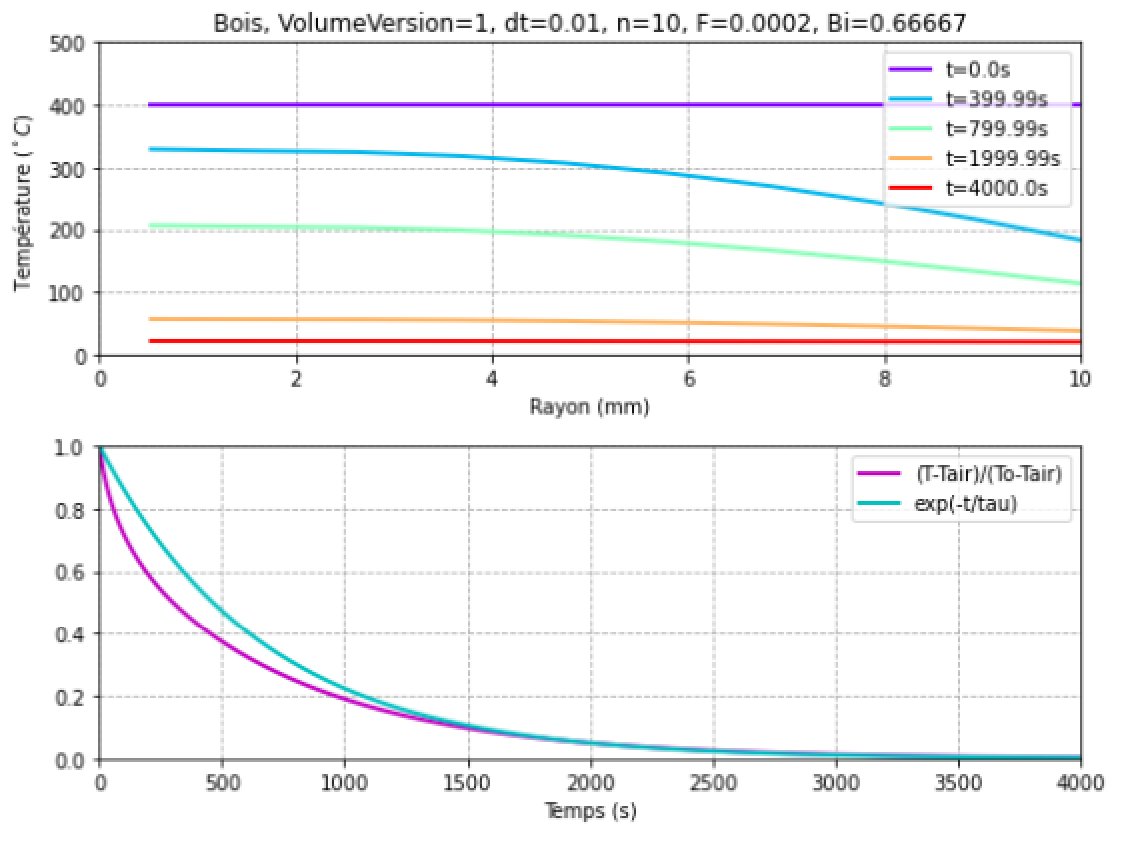 Bois, VolumeVersion=1, dt=0.01, n=10, F=0.0002, Bi=0.66667
500
400
300
200
100
0
Température (°C)
t=0.0s
t=399.99s
t=799.99s
t=1999.99s
t=4000.0s
0 2 4 6 8 10
Rayon (mm)
1.0
0.8
0.6
0.4
0.2
0.0
(T-Tair)/(To-Tair)
exp(-t/tau)
0 500 1000 1500 2000 2500 3000 3500 4000
Temps (s)